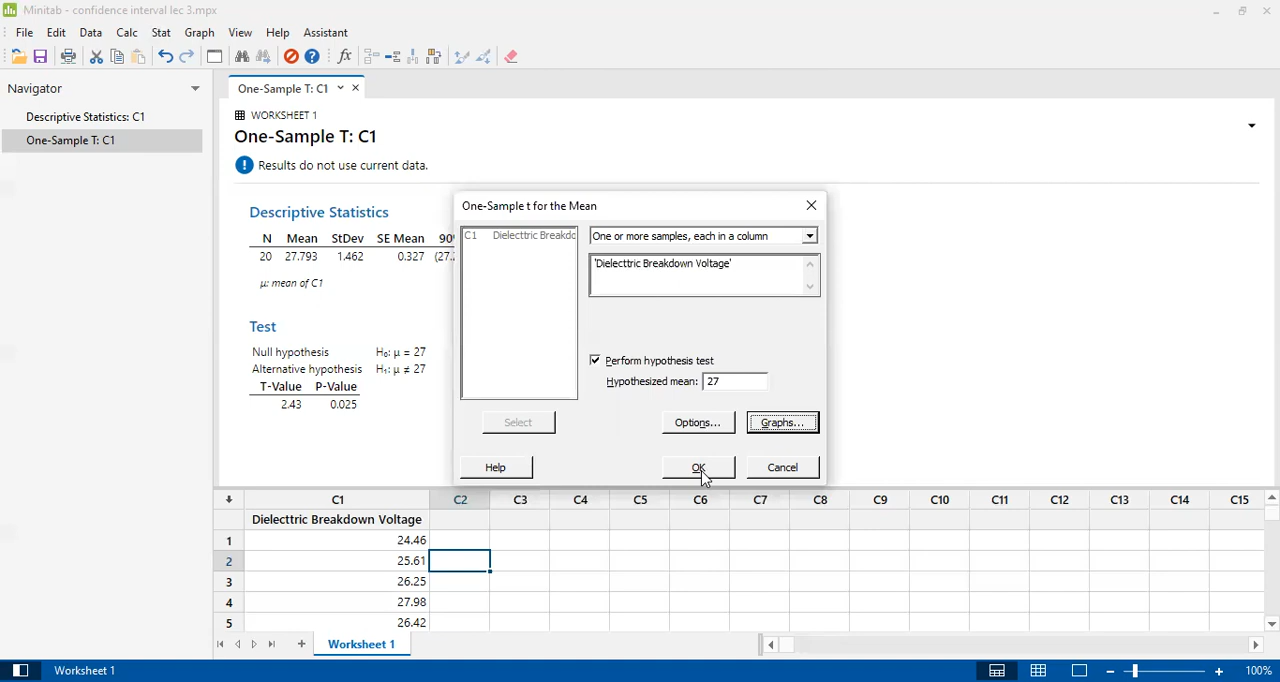 Minitab - confidence interval lec 3.mpx
File Edit Data Calc Stat Graph View Help Assistant
fx
Navigator
One-Sample T: C1
Descriptive Statistics: C1
One-Sample T: C1
WORKSHEET 1
One-Sample T: C1
Results do not use current data.
Descriptive Statistics
N Mean StDev SE Mean
20 27.793 1.462 0.327
μ: mean of C1
Test
Null hypothesis H₀: μ = 27
Alternative hypothesis H₁: μ ≠ 27
T-Value P-Value
2.43 0.025
One-Sample t for the Mean
C1 Dielecttric Breakdo
One or more samples, each in a column
'Dielecttric Breakdown Voltage'
Perform hypothesis test
Hypothesized mean: 27
Select Options... Graphs...
Help OK Cancel
C1 C2 C3 C4 C5 C6 C7 C8 C9 C10 C11 C12 C13 C14 C15
Dielecttric Breakdown Voltage
1 24.46
2 25.61
3 26.25
4 27.98
5 26.42
Worksheet 1
Worksheet 1 100%